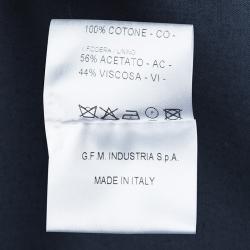 100% COTONE - CO -
FODERA / LINING
56% ACETATO - AC -
44% VISCOSA - VI -
G.F.M. INDUSTRIA S.p.A.
MADE IN ITALY